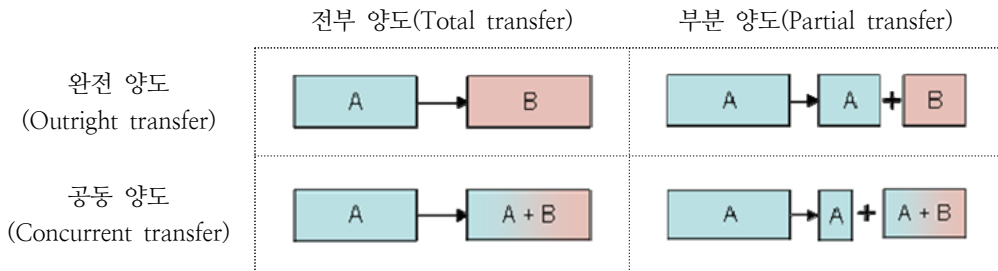 전부 양도(Total transfer) 부분 양도(Partial transfer)
완전 양도
(Outright transfer)
A B A A + B
공동 양도
(Concurrent transfer)
A A + B A A + A + B